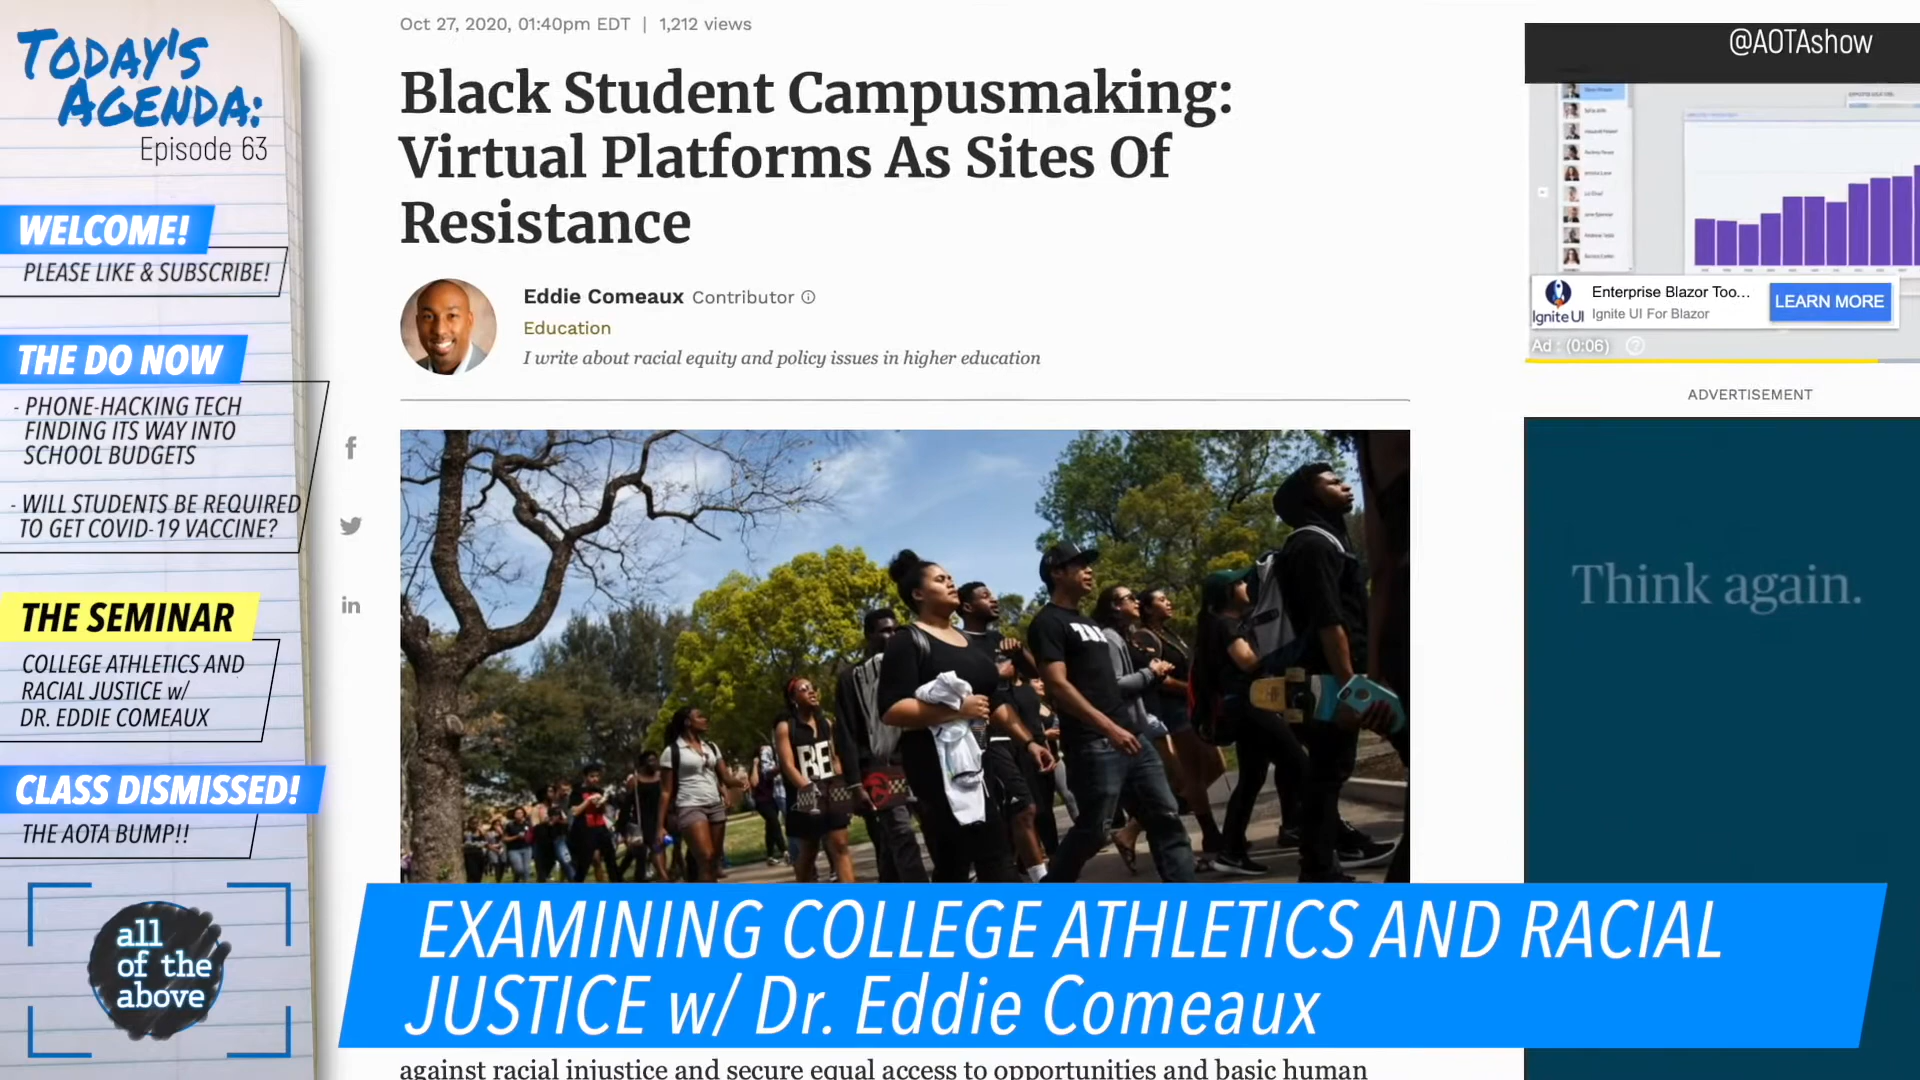 TODAY'S
AGENDA:
Episode 63
WELCOME!
PLEASE LIKE & SUBSCRIBE!
THE DO NOW
- PHONE-HACKING TECH
FINDING ITS WAY INTO
SCHOOL BUDGETS
- WILL STUDENTS BE REQUIRED
TO GET COVID-19 VACCINE?
THE SEMINAR
COLLEGE ATHLETICS AND
RACIAL JUSTICE w/
DR. EDDIE COMEAUX
CLASS DISMISSED!
THE AOTA BUMP!!
all
of the
above
Oct 27, 2020, 01:40pm EDT | 1,212 views
Black Student Campusmaking:
Virtual Platforms As Sites Of
Resistance
Eddie Comeaux Contributor
Education
I write about racial equity and policy issues in higher education
f
in
BE
EXAMINING COLLEGE ATHLETICS AND RACIAL
JUSTICE w/ Dr. Eddie Comeaux
against racial injustice and secure equal access to opportunities and basic human
@AOTAshow
Enterprise Blazor Too...
LEARN MORE
Ignite UI
Ignite UI For Blazor
Ad : (0:06)
ADVERTISEMENT
Think again.